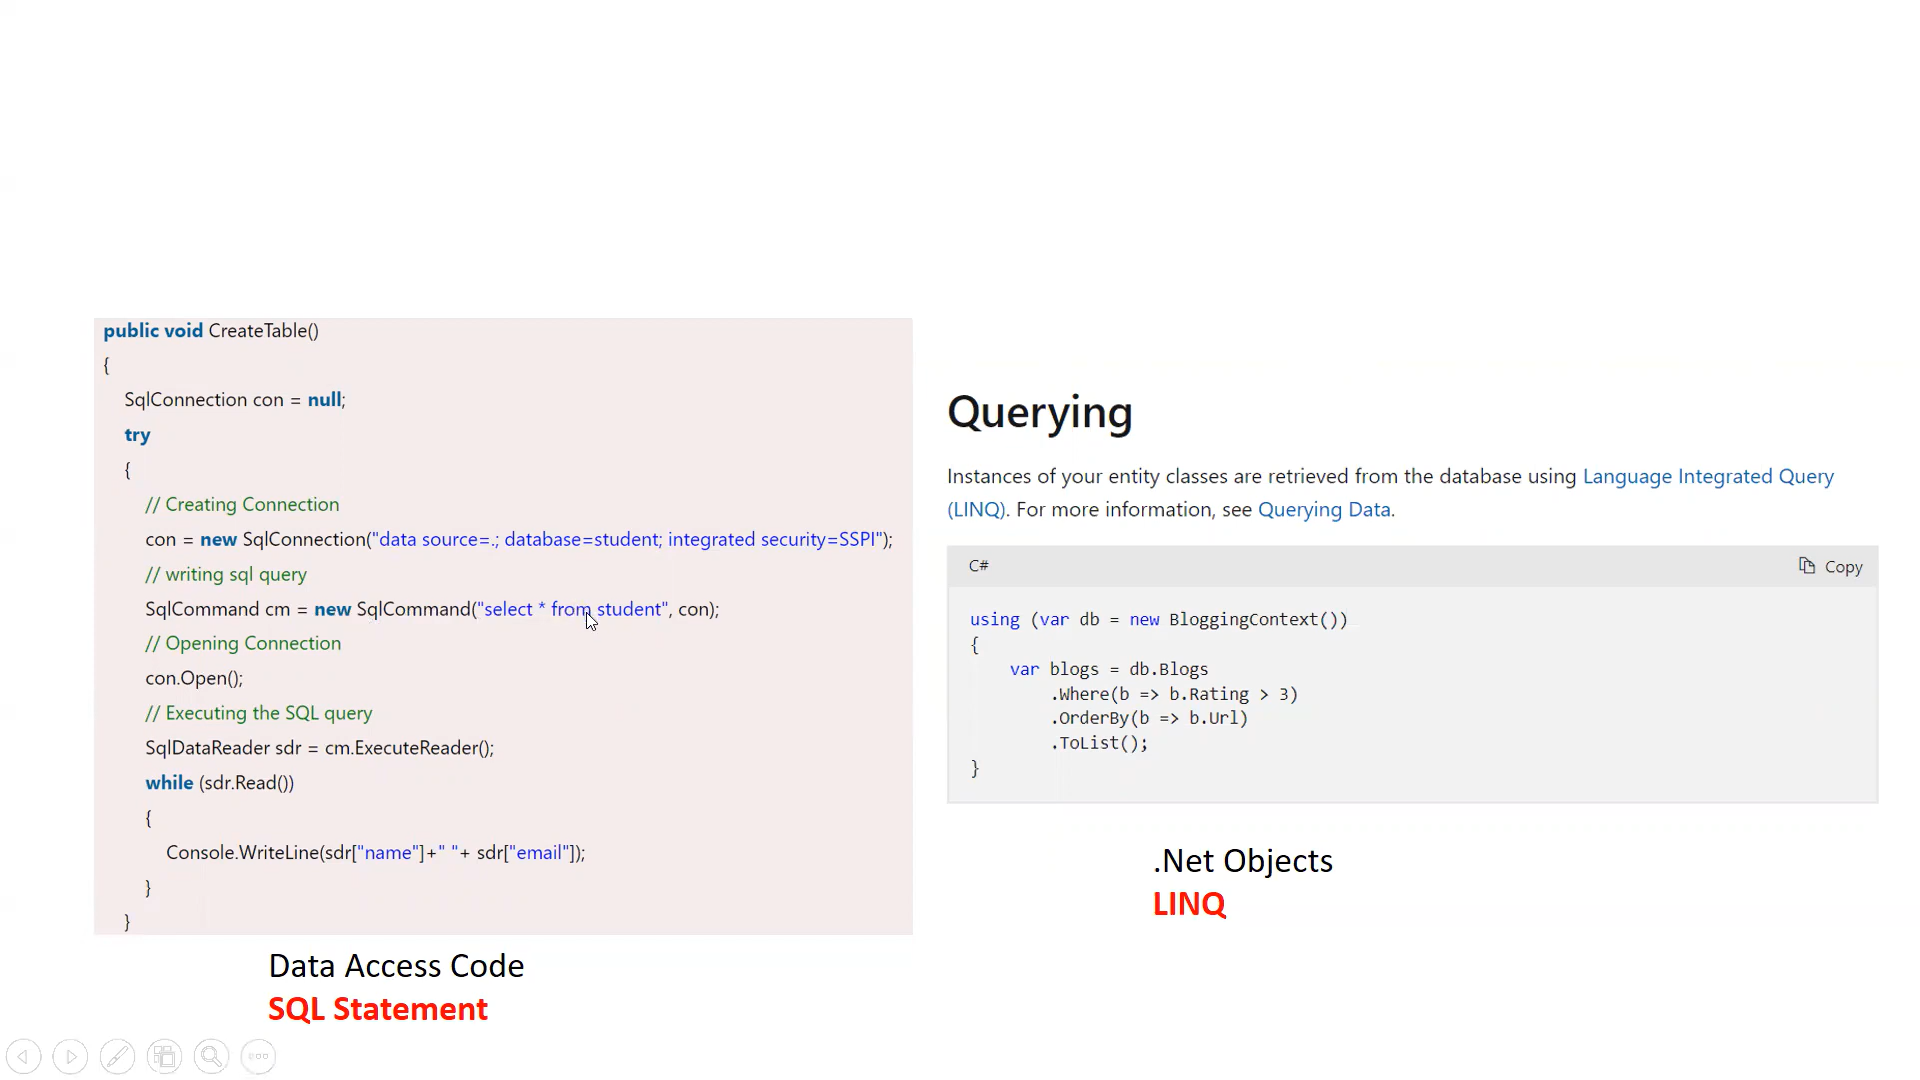 public void CreateTable()
{
SqlConnection con = null;
try
{
// Creating Connection
con = new SqlConnection("data source=.; database=student; integrated security=SSPI");
// writing sql query
SqlCommand cm = new SqlCommand("select * from student", con);
// Opening Connection
con.Open();
// Executing the SQL query
SqlDataReader sdr = cm.ExecuteReader();
while (sdr.Read())
{
Console.WriteLine(sdr["name"]+" "+ sdr["email"]);
}
}
Data Access Code
SQL Statement
Querying
Instances of your entity classes are retrieved from the database using Language Integrated Query
(LINQ). For more information, see Querying Data.
C#
Copy
using (var db = new BloggingContext())
{
var blogs = db.Blogs
.Where(b => b.Rating > 3)
.OrderBy(b => b.Url)
.ToList();
}
.Net Objects
LINQ